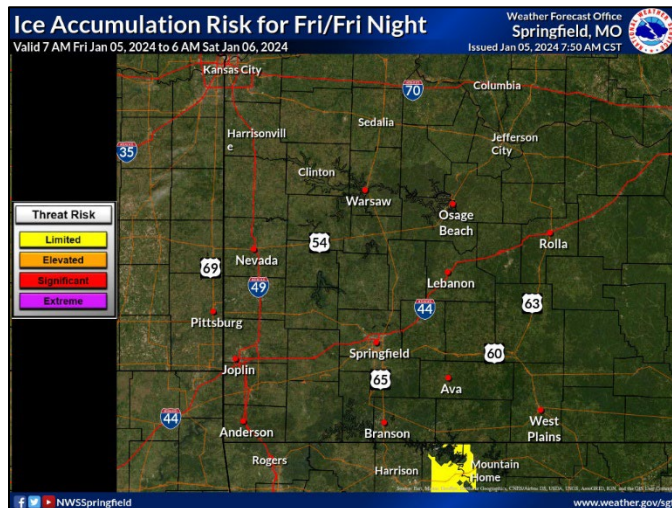 Ice Accumulation Risk for Fri/Fri Night
Valid 7 AM Fri Jan 05, 2024 to 6 AM Sat Jan 06, 2024
Weather Forecast Office
Springfield, MO
Issued Jan 05, 2024 7:50 AM CST
Kansas City
70
Columbia
Sedalia
Harrisonvill
e
Jefferson
City
35
Clinton
Warsaw
Osage
Beach
Threat Risk
Limited
Elevated
Significant
Extreme
54
Rolla
Nevada
69
Lebanon
49
63
44
Pittsburg
Springfield
60
Joplin
65
Ava
44
Anderson
Branson
West
Plains
Rogers
Harrison
Mountain
Home
NWSSpringfield
www.weather.gov/sgf